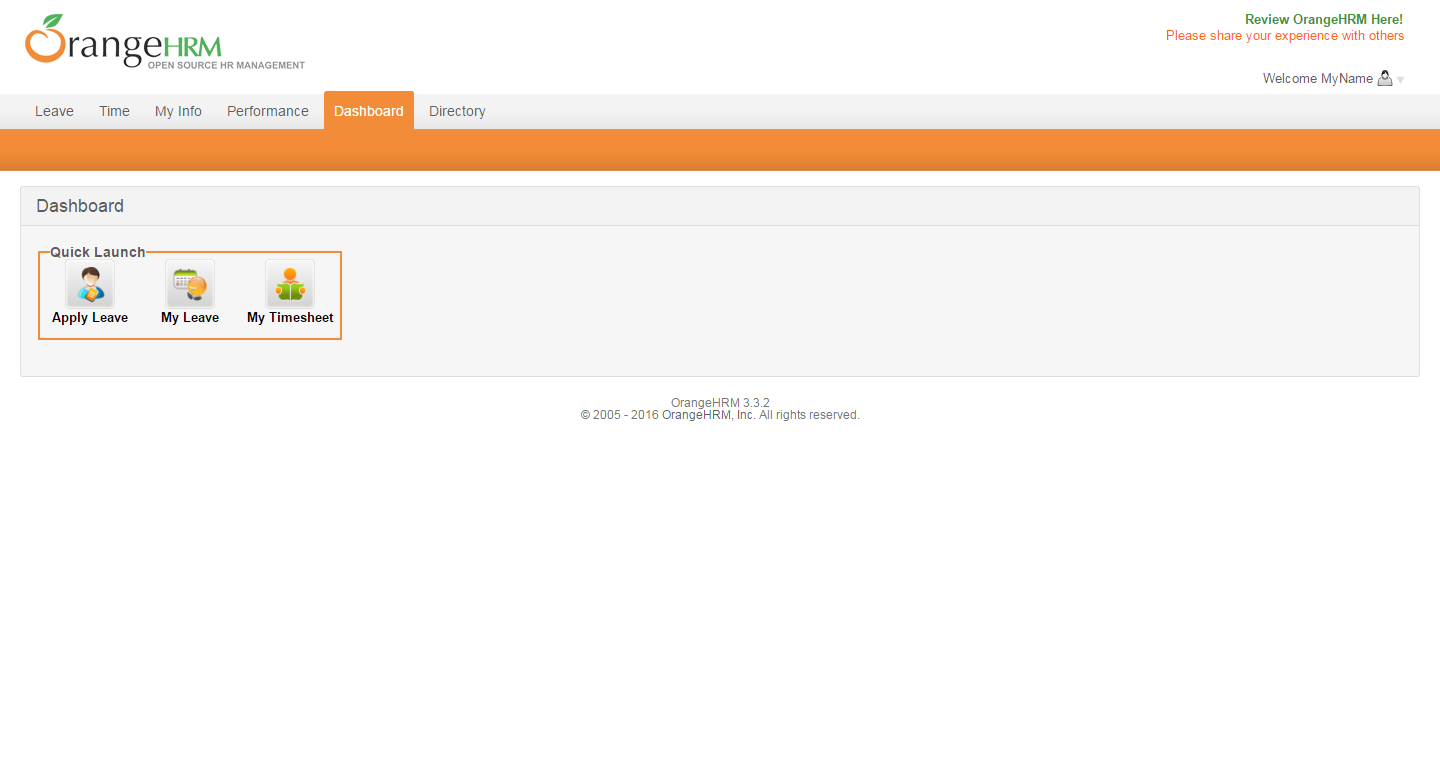 OrangeHRM
OPEN SOURCE HR MANAGEMENT
Review OrangeHRM Here!
Please share your experience with others
Welcome MyName
Leave Time My Info Performance Dashboard Directory
Dashboard
Quick Launch
Apply Leave My Leave My Timesheet
OrangeHRM 3.3.2
© 2005 - 2016 OrangeHRM, Inc. All rights reserved.